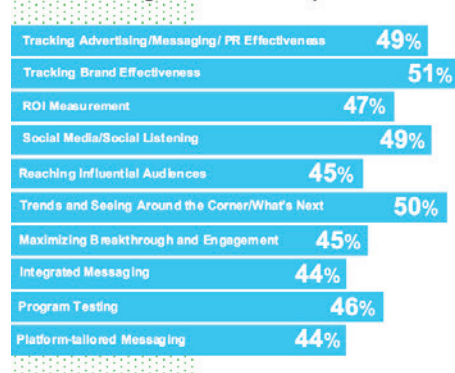 Tracking Advertising/Messaging/ PR Effectiveness 49%
Tracking Brand Effectiveness 51%
ROI Measurement 47%
Social Media/Social Listening 49%
Reaching Influential Audiences 45%
Trends and Seeing Around the Corner/What's Next 50%
Maximizing Breakthrough and Engagement 45%
Integrated Messaging 44%
Program Testing 46%
Platform-tailored Messaging 44%